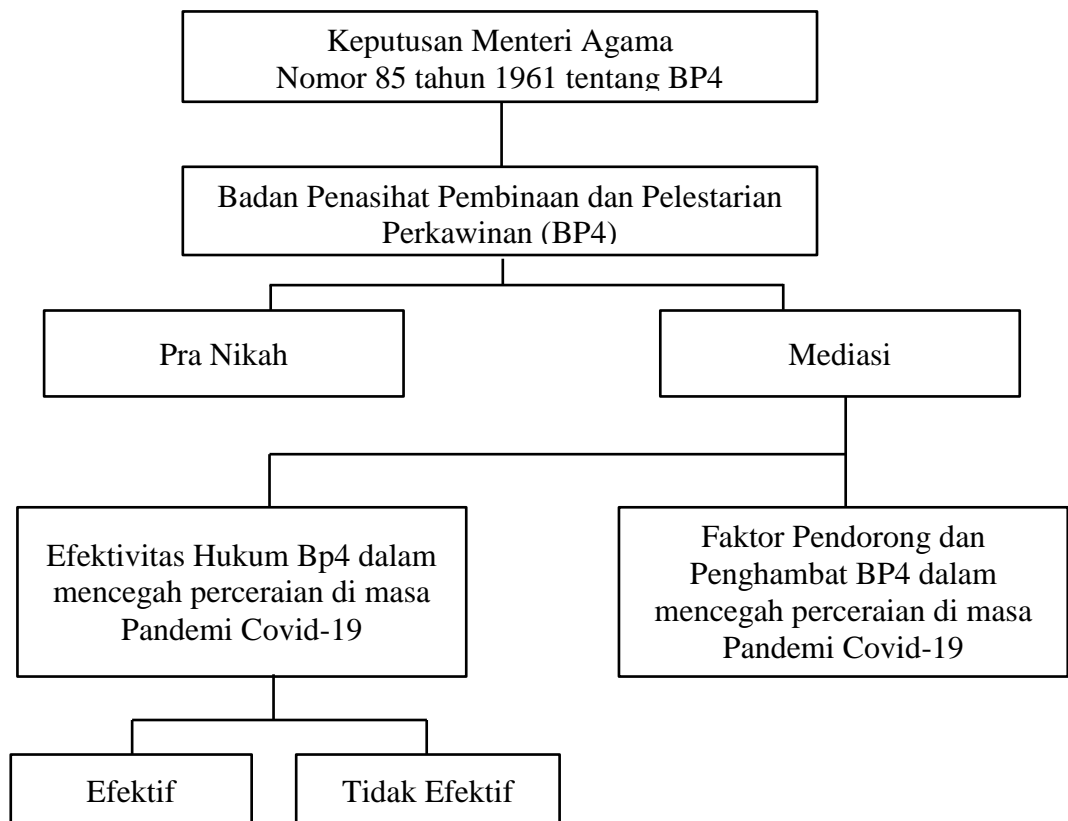 Keputusan Menteri Agama
Nomor 85 tahun 1961 tentang BP4
Badan Penasihat Pembinaan dan Pelestarian
Perkawinan (BP4)
Pra Nikah
Mediasi
Efektivitas Hukum Bp4 dalam
mencegah perceraian di masa
Pandemi Covid-19
Faktor Pendorong dan
Penghambat BP4 dalam
mencegah perceraian di masa
Pandemi Covid-19
Efektif
Tidak Efektif